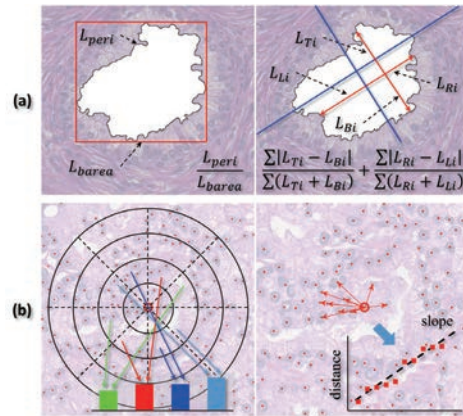 (a)
L_peri
L_barea
L_peri / L_barea
L_Ti
L_Li
L_Ri
L_Bi
∑|L_Ti − L_Bi| / ∑(L_Ti + L_Bi) + ∑|L_Ri − L_Li| / ∑(L_Ri + L_Li)
(b)
slope
distance